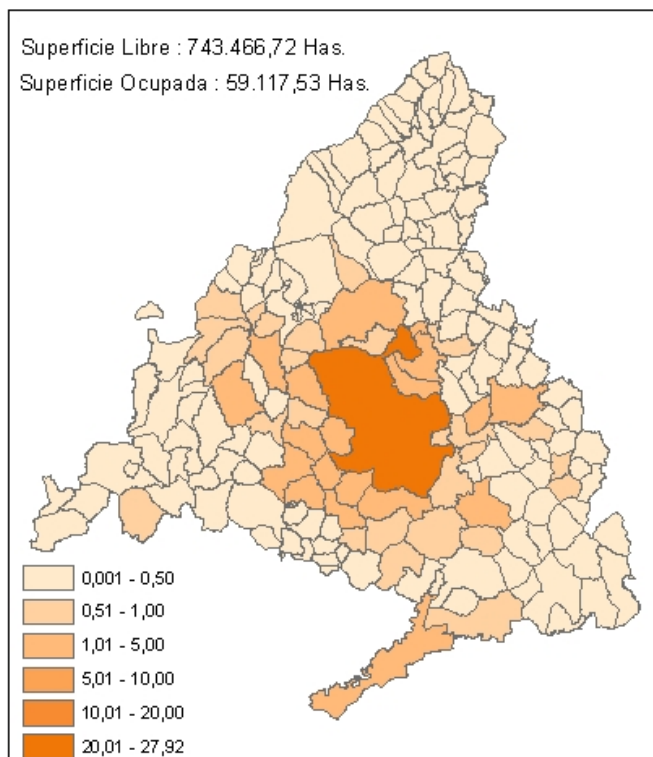 Superficie Libre : 743.466,72 Has.
Superficie Ocupada : 59.117,53 Has.
0,001 - 0,50
0,51 - 1,00
1,01 - 5,00
5,01 - 10,00
10,01 - 20,00
20,01 - 27,92